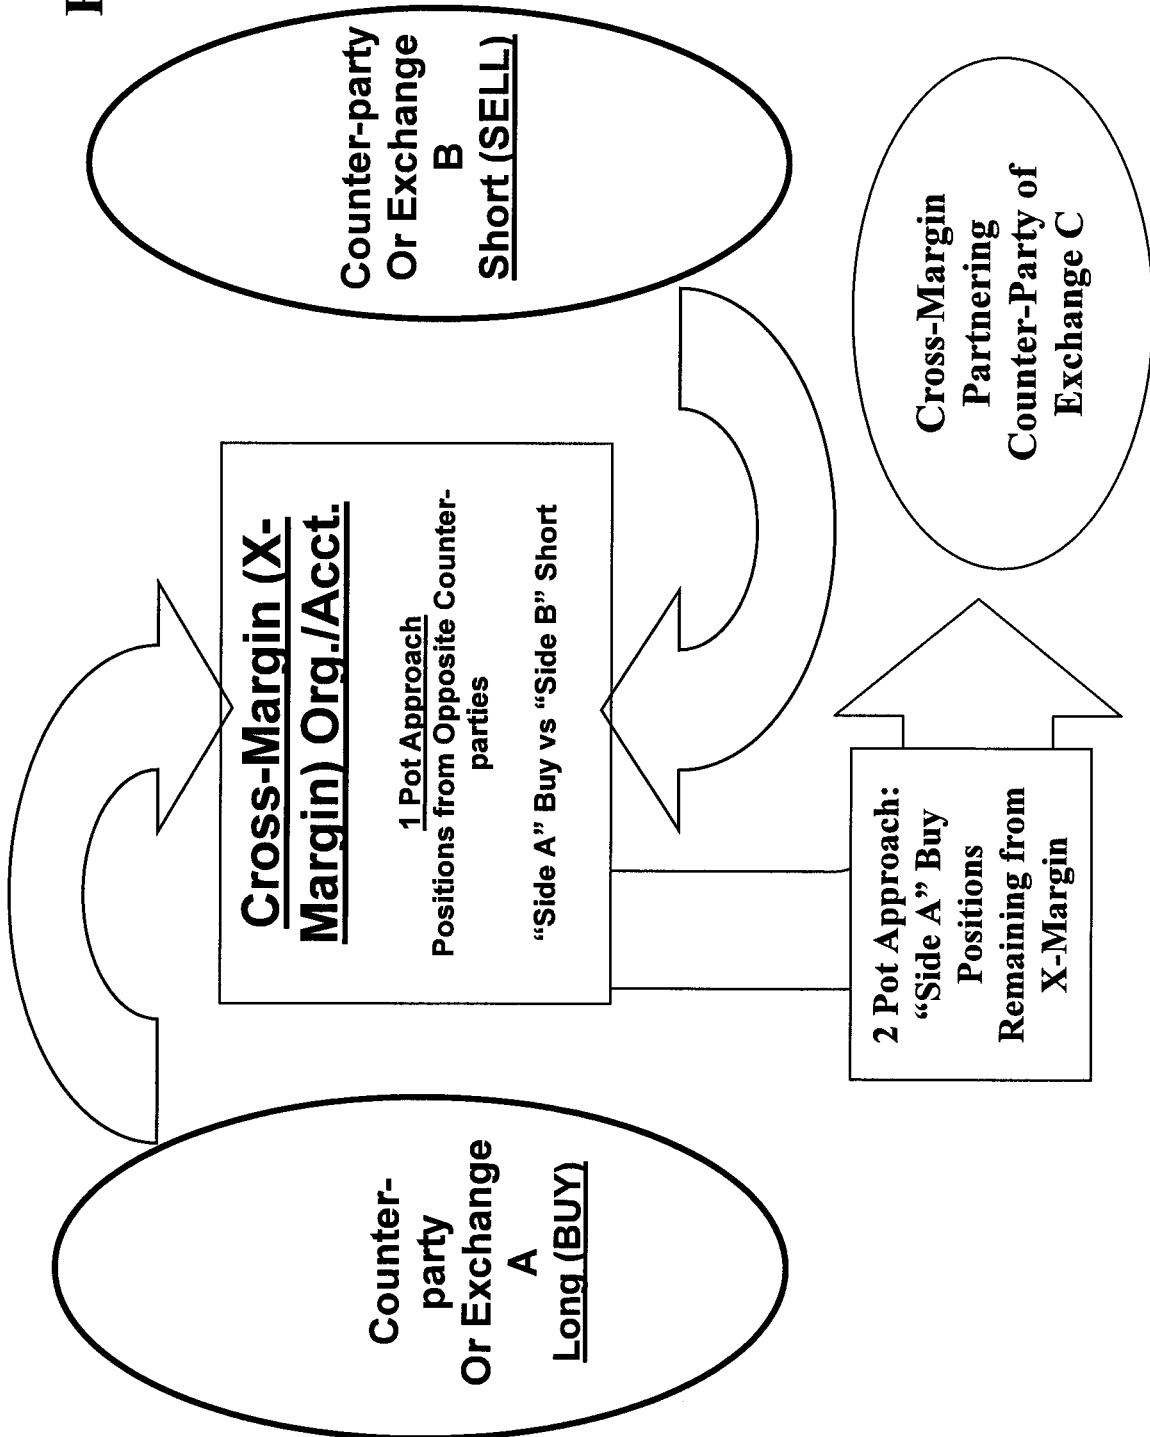 Counter-
party
Or Exchange
A
Long (BUY)
Cross-Margin (X-
Margin) Org./Acct.
1 Pot Approach
Positions from Opposite Counter-
parties
“Side A” Buy vs “Side B” Short
Counter-party
Or Exchange
B
Short (SELL)
2 Pot Approach:
“Side A” Buy
Positions
Remaining from
X-Margin
Cross-Margin
Partnering
Counter-Party of
Exchange C